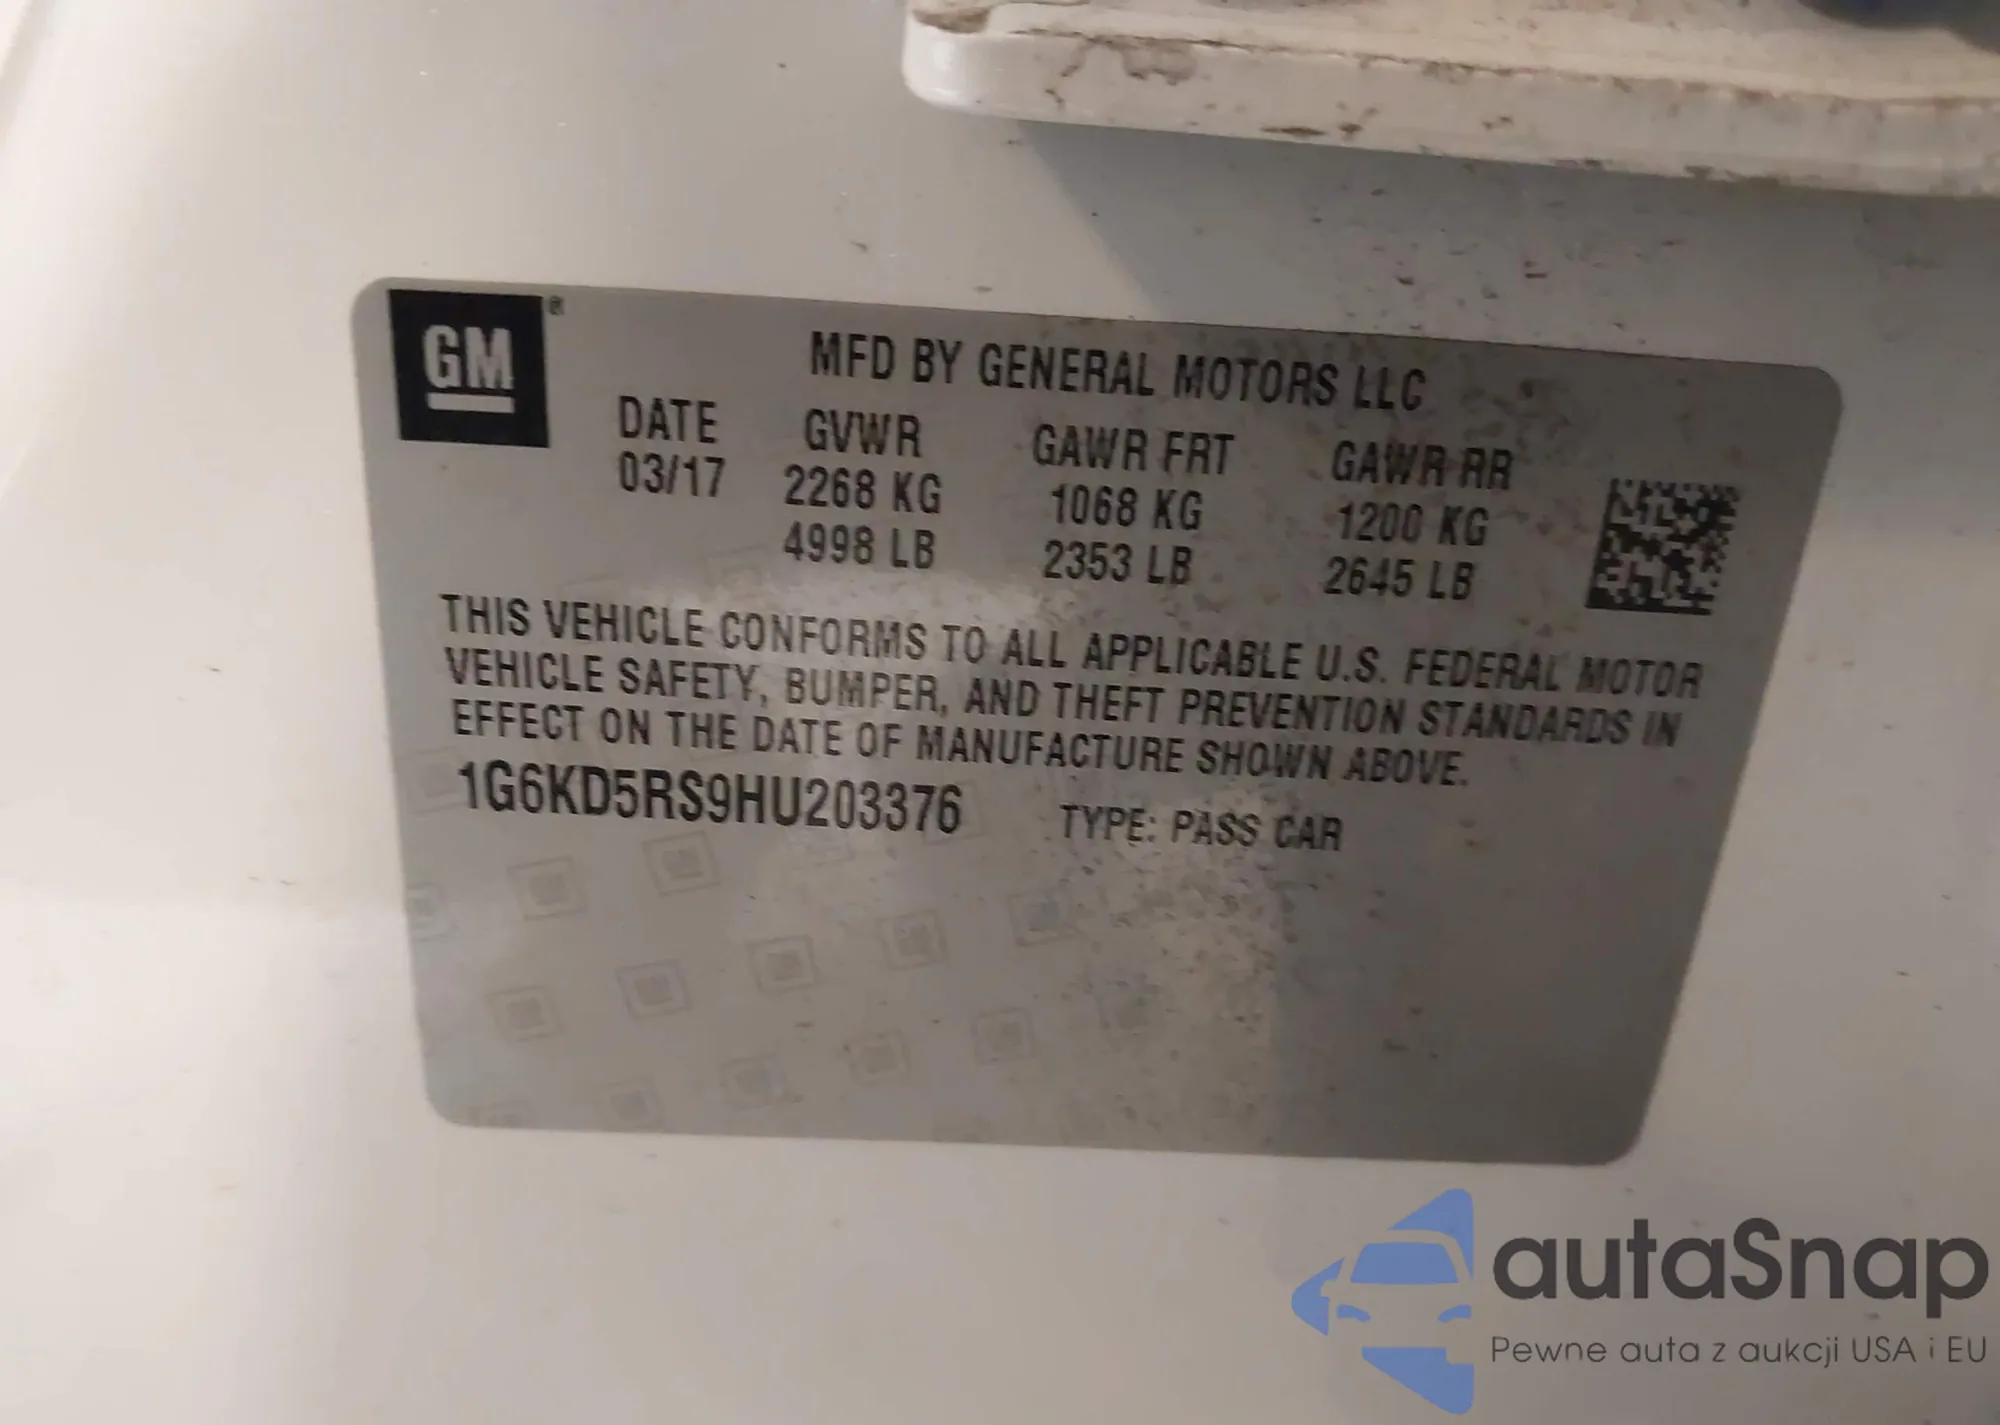 GM®
MFD BY GENERAL MOTORS LLC
DATE GVWR GAWR FRT GAWR RR
03/17 2268 KG 1068 KG 1200 KG
4998 LB 2353 LB 2645 LB
THIS VEHICLE CONFORMS TO ALL APPLICABLE U.S. FEDERAL MOTOR
VEHICLE SAFETY, BUMPER, AND THEFT PREVENTION STANDARDS IN
EFFECT ON THE DATE OF MANUFACTURE SHOWN ABOVE.
1G6KD5RS9HU203376 TYPE: PASS CAR
autaSnap
Pewne auta z aukcji USA i EU